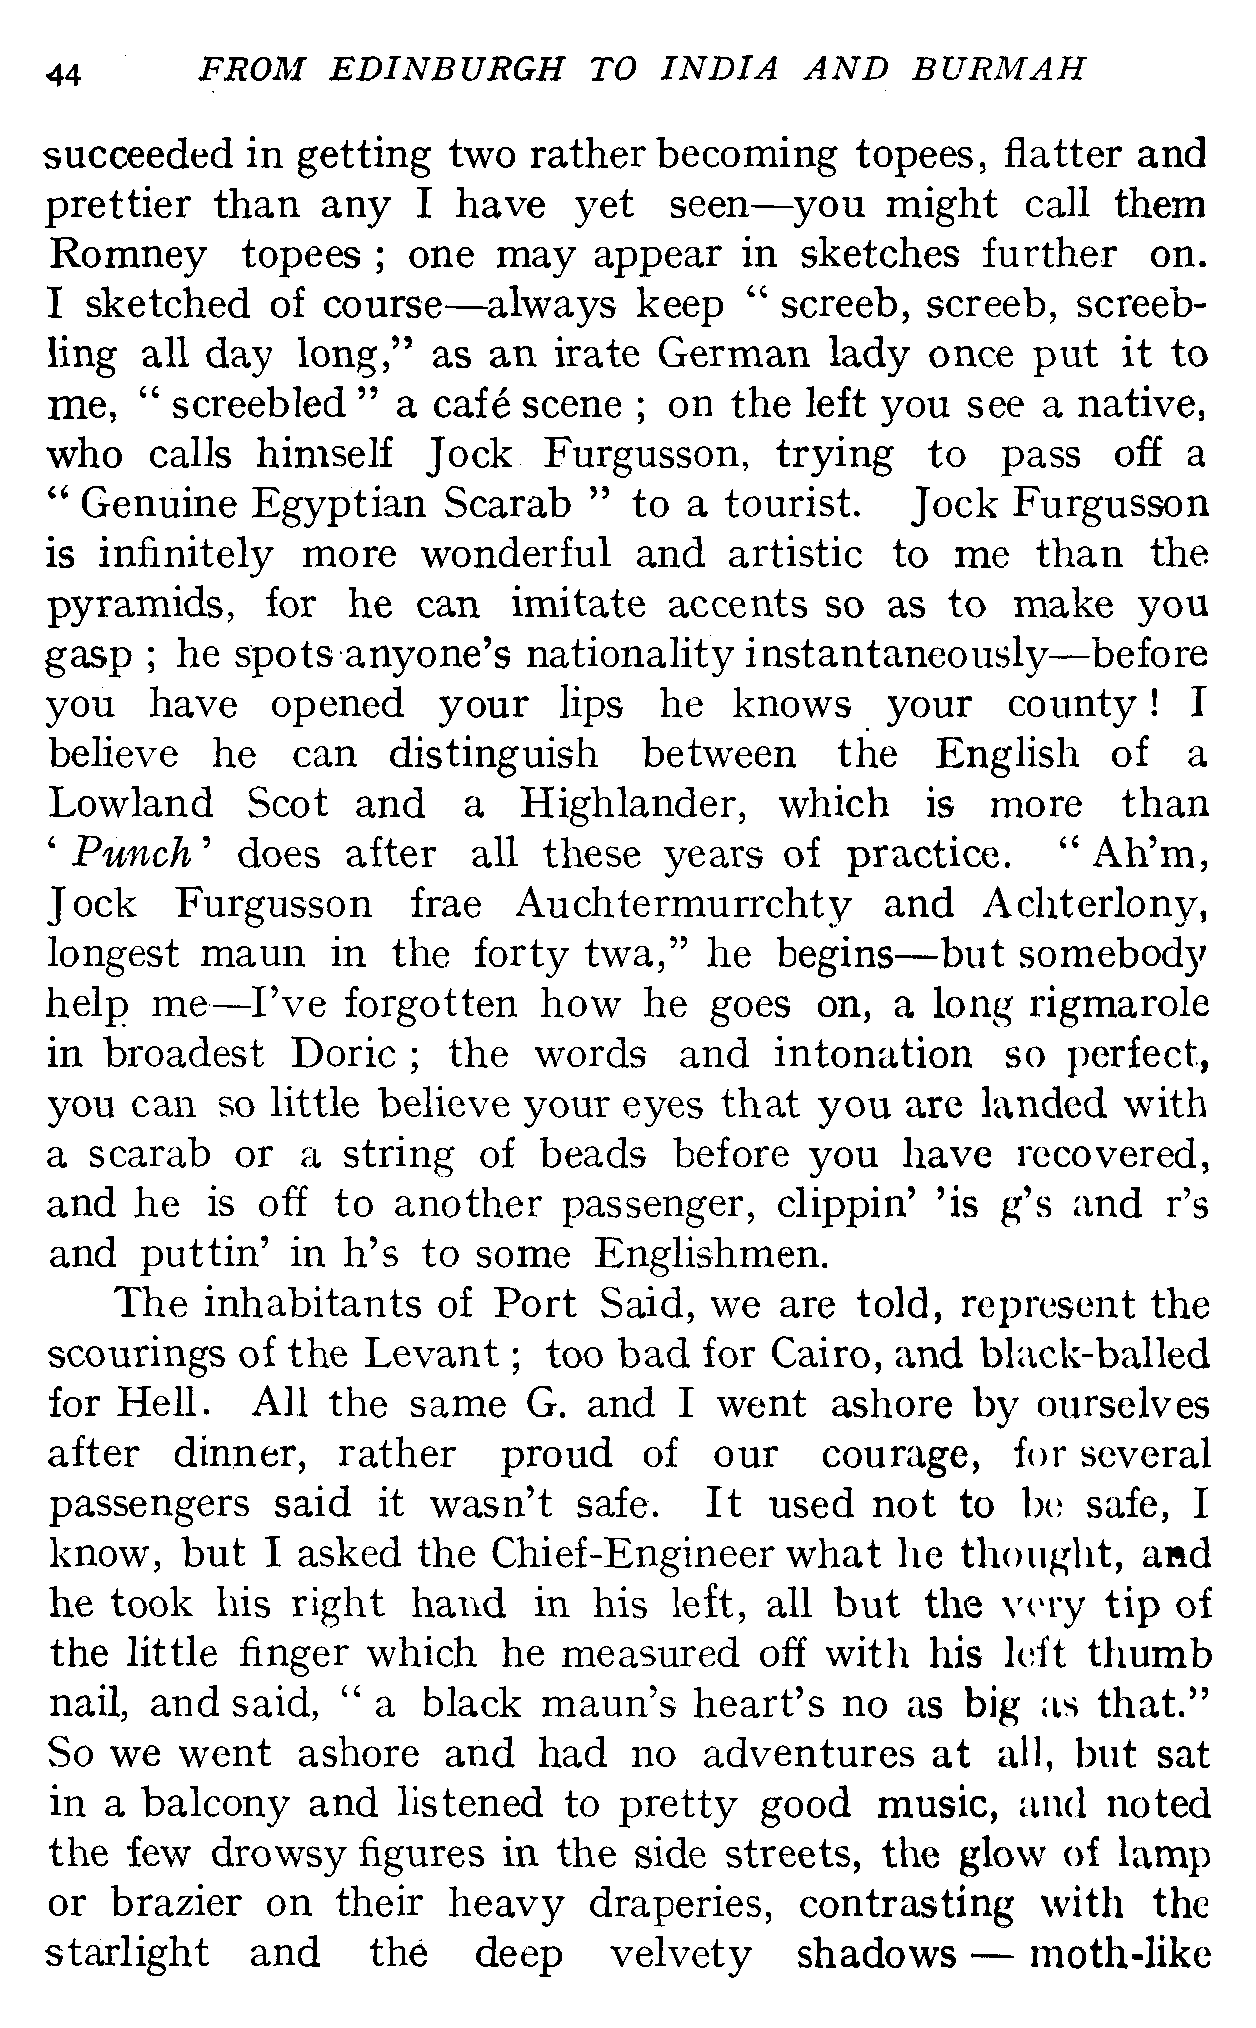 44 FROM EDINBURGH TO INDIA AND BURMAH
succeeded in getting two rather becoming topees, flatter and
prettier than any I have yet seen—you might call them
Romney topees ; one may appear in sketches further on.
I sketched of course—always keep “ screeb, screeb, screeb-
ling all day long,” as an irate German lady once put it to
me, “ screebled ” a café scene ; on the left you see a native,
who calls himself Jock Furgusson, trying to pass off a
“ Genuine Egyptian Scarab ” to a tourist. Jock Furgusson
is infinitely more wonderful and artistic to me than the
pyramids, for he can imitate accents so as to make you
gasp ; he spots anyone’s nationality instantaneously—before
you have opened your lips he knows your county ! I
believe he can distinguish between the English of a
Lowland Scot and a Highlander, which is more than
‘ Punch ’ does after all these years of practice. “ Ah’m,
Jock Furgusson frae Auchtermurrchty and Achterlony,
longest maun in the forty twa,” he begins—but somebody
help me—I’ve forgotten how he goes on, a long rigmarole
in broadest Doric ; the words and intonation so perfect,
you can so little believe your eyes that you are landed with
a scarab or a string of beads before you have recovered,
and he is off to another passenger, clippin’ ’is g’s and r’s
and puttin’ in h’s to some Englishmen.
The inhabitants of Port Said, we are told, represent the
scourings of the Levant ; too bad for Cairo, and black-balled
for Hell. All the same G. and I went ashore by ourselves
after dinner, rather proud of our courage, for several
passengers said it wasn’t safe. It used not to be safe, I
know, but I asked the Chief-Engineer what he thought, and
he took his right hand in his left, all but the very tip of
the little finger which he measured off with his left thumb
nail, and said, “ a black maun’s heart’s no as big as that.”
So we went ashore and had no adventures at all, but sat
in a balcony and listened to pretty good music, and noted
the few drowsy figures in the side streets, the glow of lamp
or brazier on their heavy draperies, contrasting with the
starlight and the deep velvety shadows — moth-like